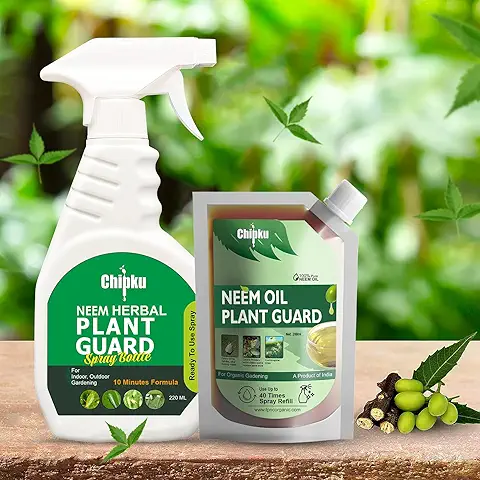 Chipku
NEEM HERBAL
PLANT
GUARD
Spray Bottle
For
Indoor, Outdoor
Gardening
10 Minutes Formula
220 ML
Ready To Use Spray
Chipku
Chipku
100% Pure
NEEM OIL
NEEM OIL
PLANT GUARD
For Organic Gadening
A Product of India
Use Up to
40 Times
Spray Refill